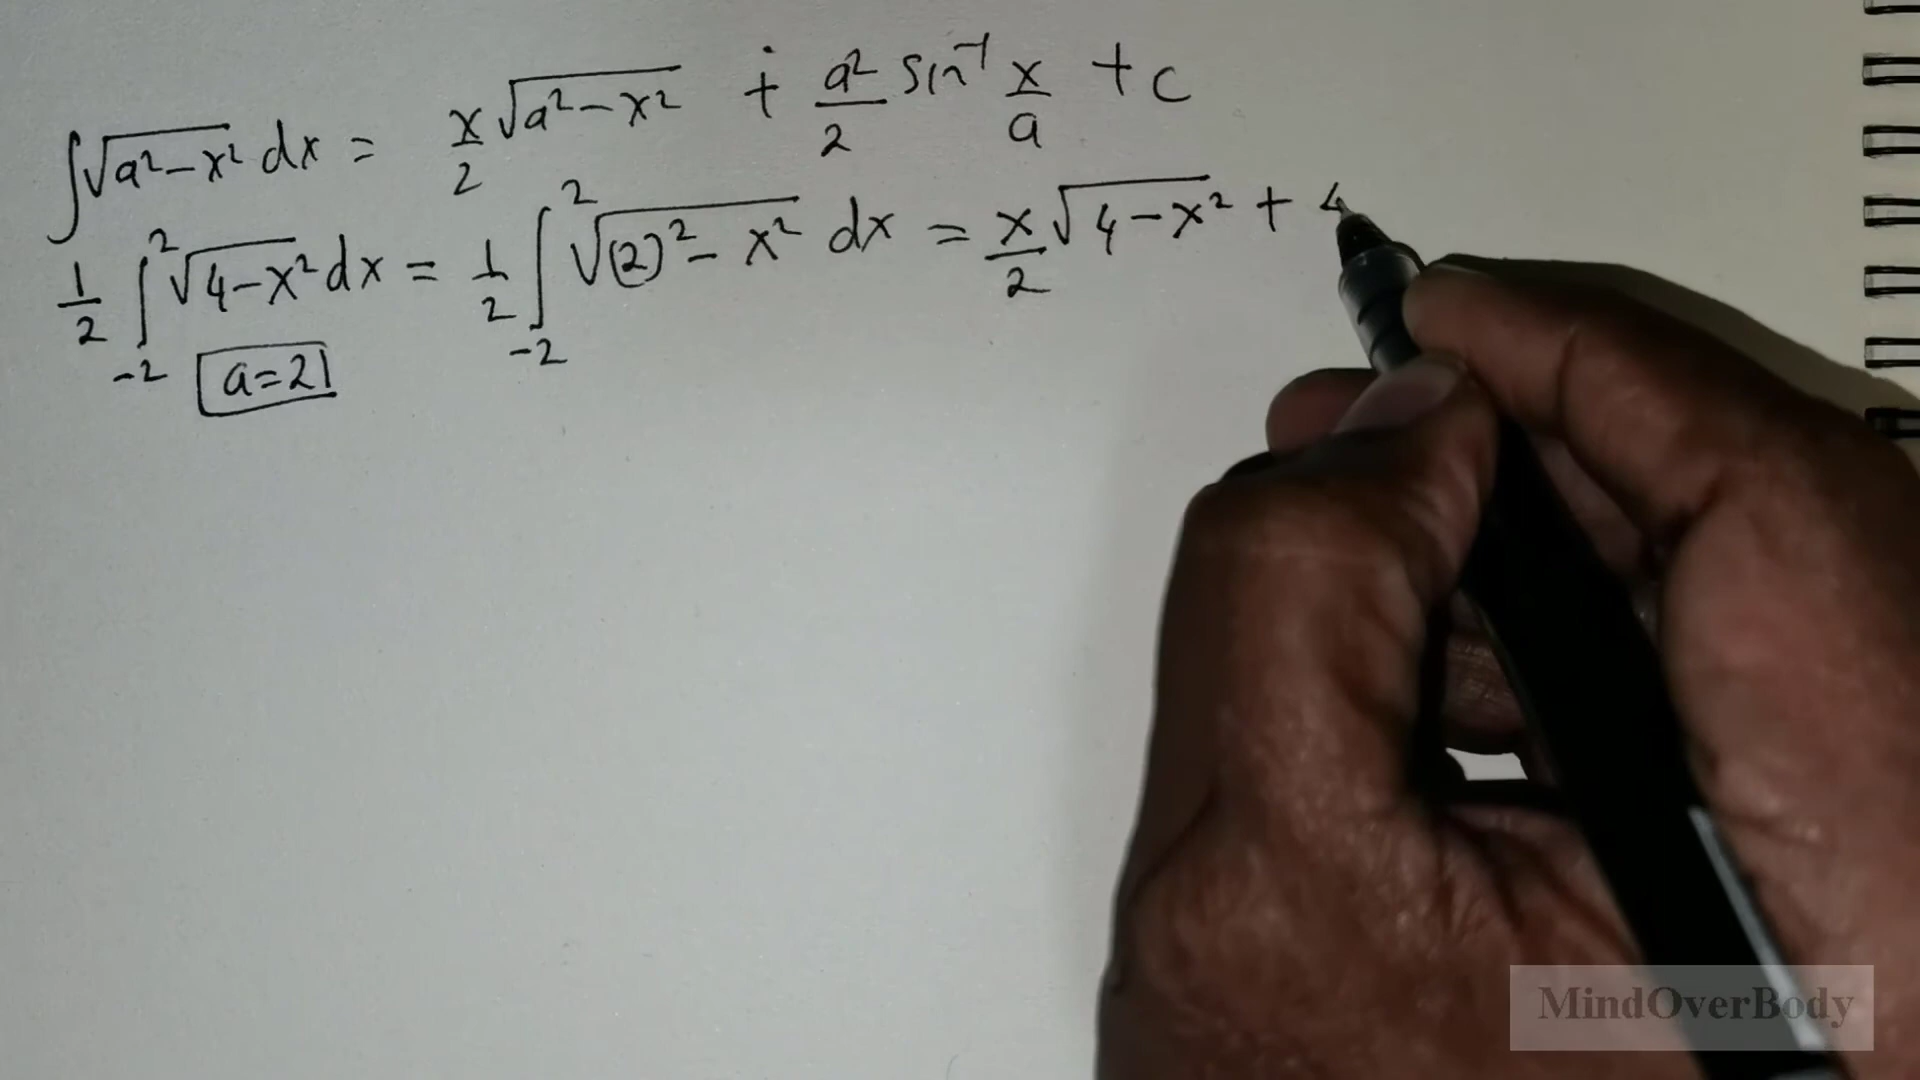 ∫√(a²-x²) dx = x/2 √(a²-x²) + a²/2 sin⁻¹ x/a + c
1/2 ∫₋₂² √(4-x²) dx = 1/2 ∫₋₂² √((2)²-x²) dx = x/2 √(4-x²) + 4
a=2
MindOverBody